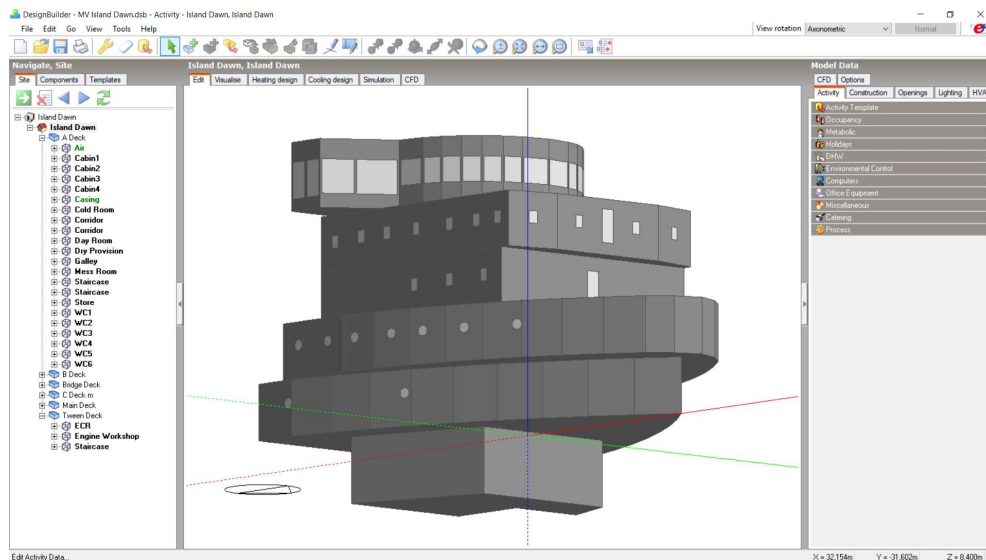 DesignBuilder - MV Island Dawn.dsb - Activity - Island Dawn, Island Dawn
File Edit Go View Tools Help
View rotation Axonometric Normal
Navigate, Site
Site Components Templates
Island Dawn
Island Dawn
A Deck
Air
Cabin1
Cabin2
Cabin3
Cabin4
Casing
Cold Room
Corridor
Corridor
Day Room
Dry Provision
Galley
Mess Room
Staircase
Staircase
Store
WC1
WC2
WC3
WC4
WC5
WC6
B Deck
Bridge Deck
C Deck m
Main Deck
Tween Deck
ECR
Engine Workshop
Staircase
Island Dawn, Island Dawn
Edit Visualise Heating design Cooling design Simulation CFD
Model Data
CFD Options
Activity Construction Openings Lighting HVA
Activity Template
Occupancy
Metabolic
Holidays
DHW
Environmental Control
Computers
Office Equipment
Miscellaneous
Catering
Process
Edit Activity Data...
X = 32.154m Y = -31.602m Z = 8.400m